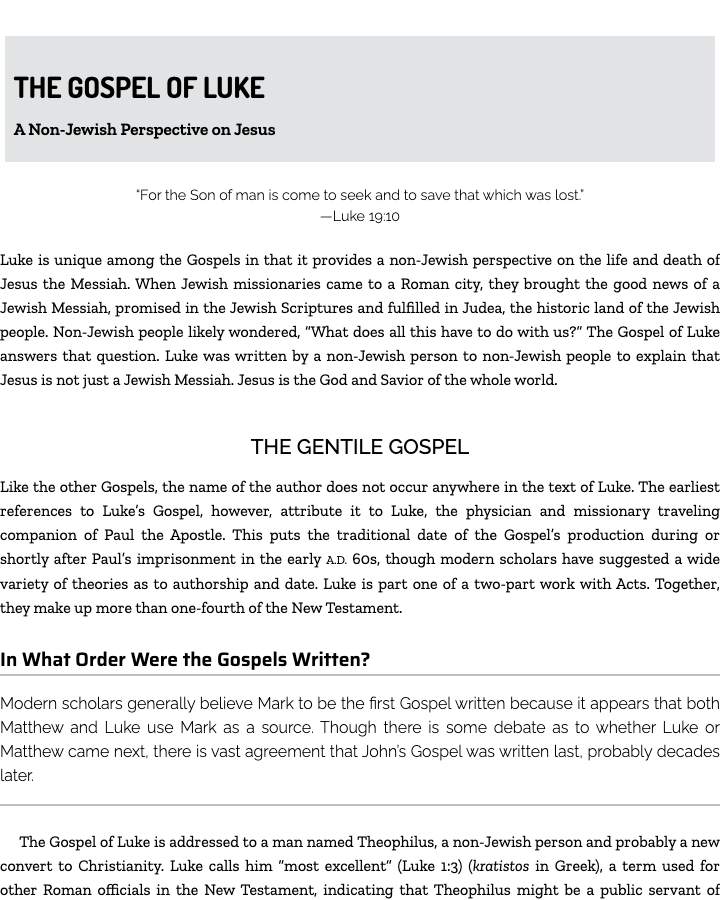 THE GOSPEL OF LUKE
A Non-Jewish Perspective on Jesus
“For the Son of man is come to seek and to save that which was lost.”
—Luke 19:10
Luke is unique among the Gospels in that it provides a non-Jewish perspective on the life and death of
Jesus the Messiah. When Jewish missionaries came to a Roman city, they brought the good news of a
Jewish Messiah, promised in the Jewish Scriptures and fulfilled in Judea, the historic land of the Jewish
people. Non-Jewish people likely wondered, “What does all this have to do with us?” The Gospel of Luke
answers that question. Luke was written by a non-Jewish person to non-Jewish people to explain that
Jesus is not just a Jewish Messiah. Jesus is the God and Savior of the whole world.
THE GENTILE GOSPEL
Like the other Gospels, the name of the author does not occur anywhere in the text of Luke. The earliest
references to Luke’s Gospel, however, attribute it to Luke, the physician and missionary traveling
companion of Paul the Apostle. This puts the traditional date of the Gospel’s production during or
shortly after Paul’s imprisonment in the early A.D. 60s, though modern scholars have suggested a wide
variety of theories as to authorship and date. Luke is part one of a two-part work with Acts. Together,
they make up more than one-fourth of the New Testament.
In What Order Were the Gospels Written?
Modern scholars generally believe Mark to be the first Gospel written because it appears that both
Matthew and Luke use Mark as a source. Though there is some debate as to whether Luke or
Matthew came next, there is vast agreement that John’s Gospel was written last, probably decades
later.
The Gospel of Luke is addressed to a man named Theophilus, a non-Jewish person and probably a new
convert to Christianity. Luke calls him “most excellent” (Luke 1:3) (kratistos in Greek), a term used for
other Roman officials in the New Testament, indicating that Theophilus might be a public servant of